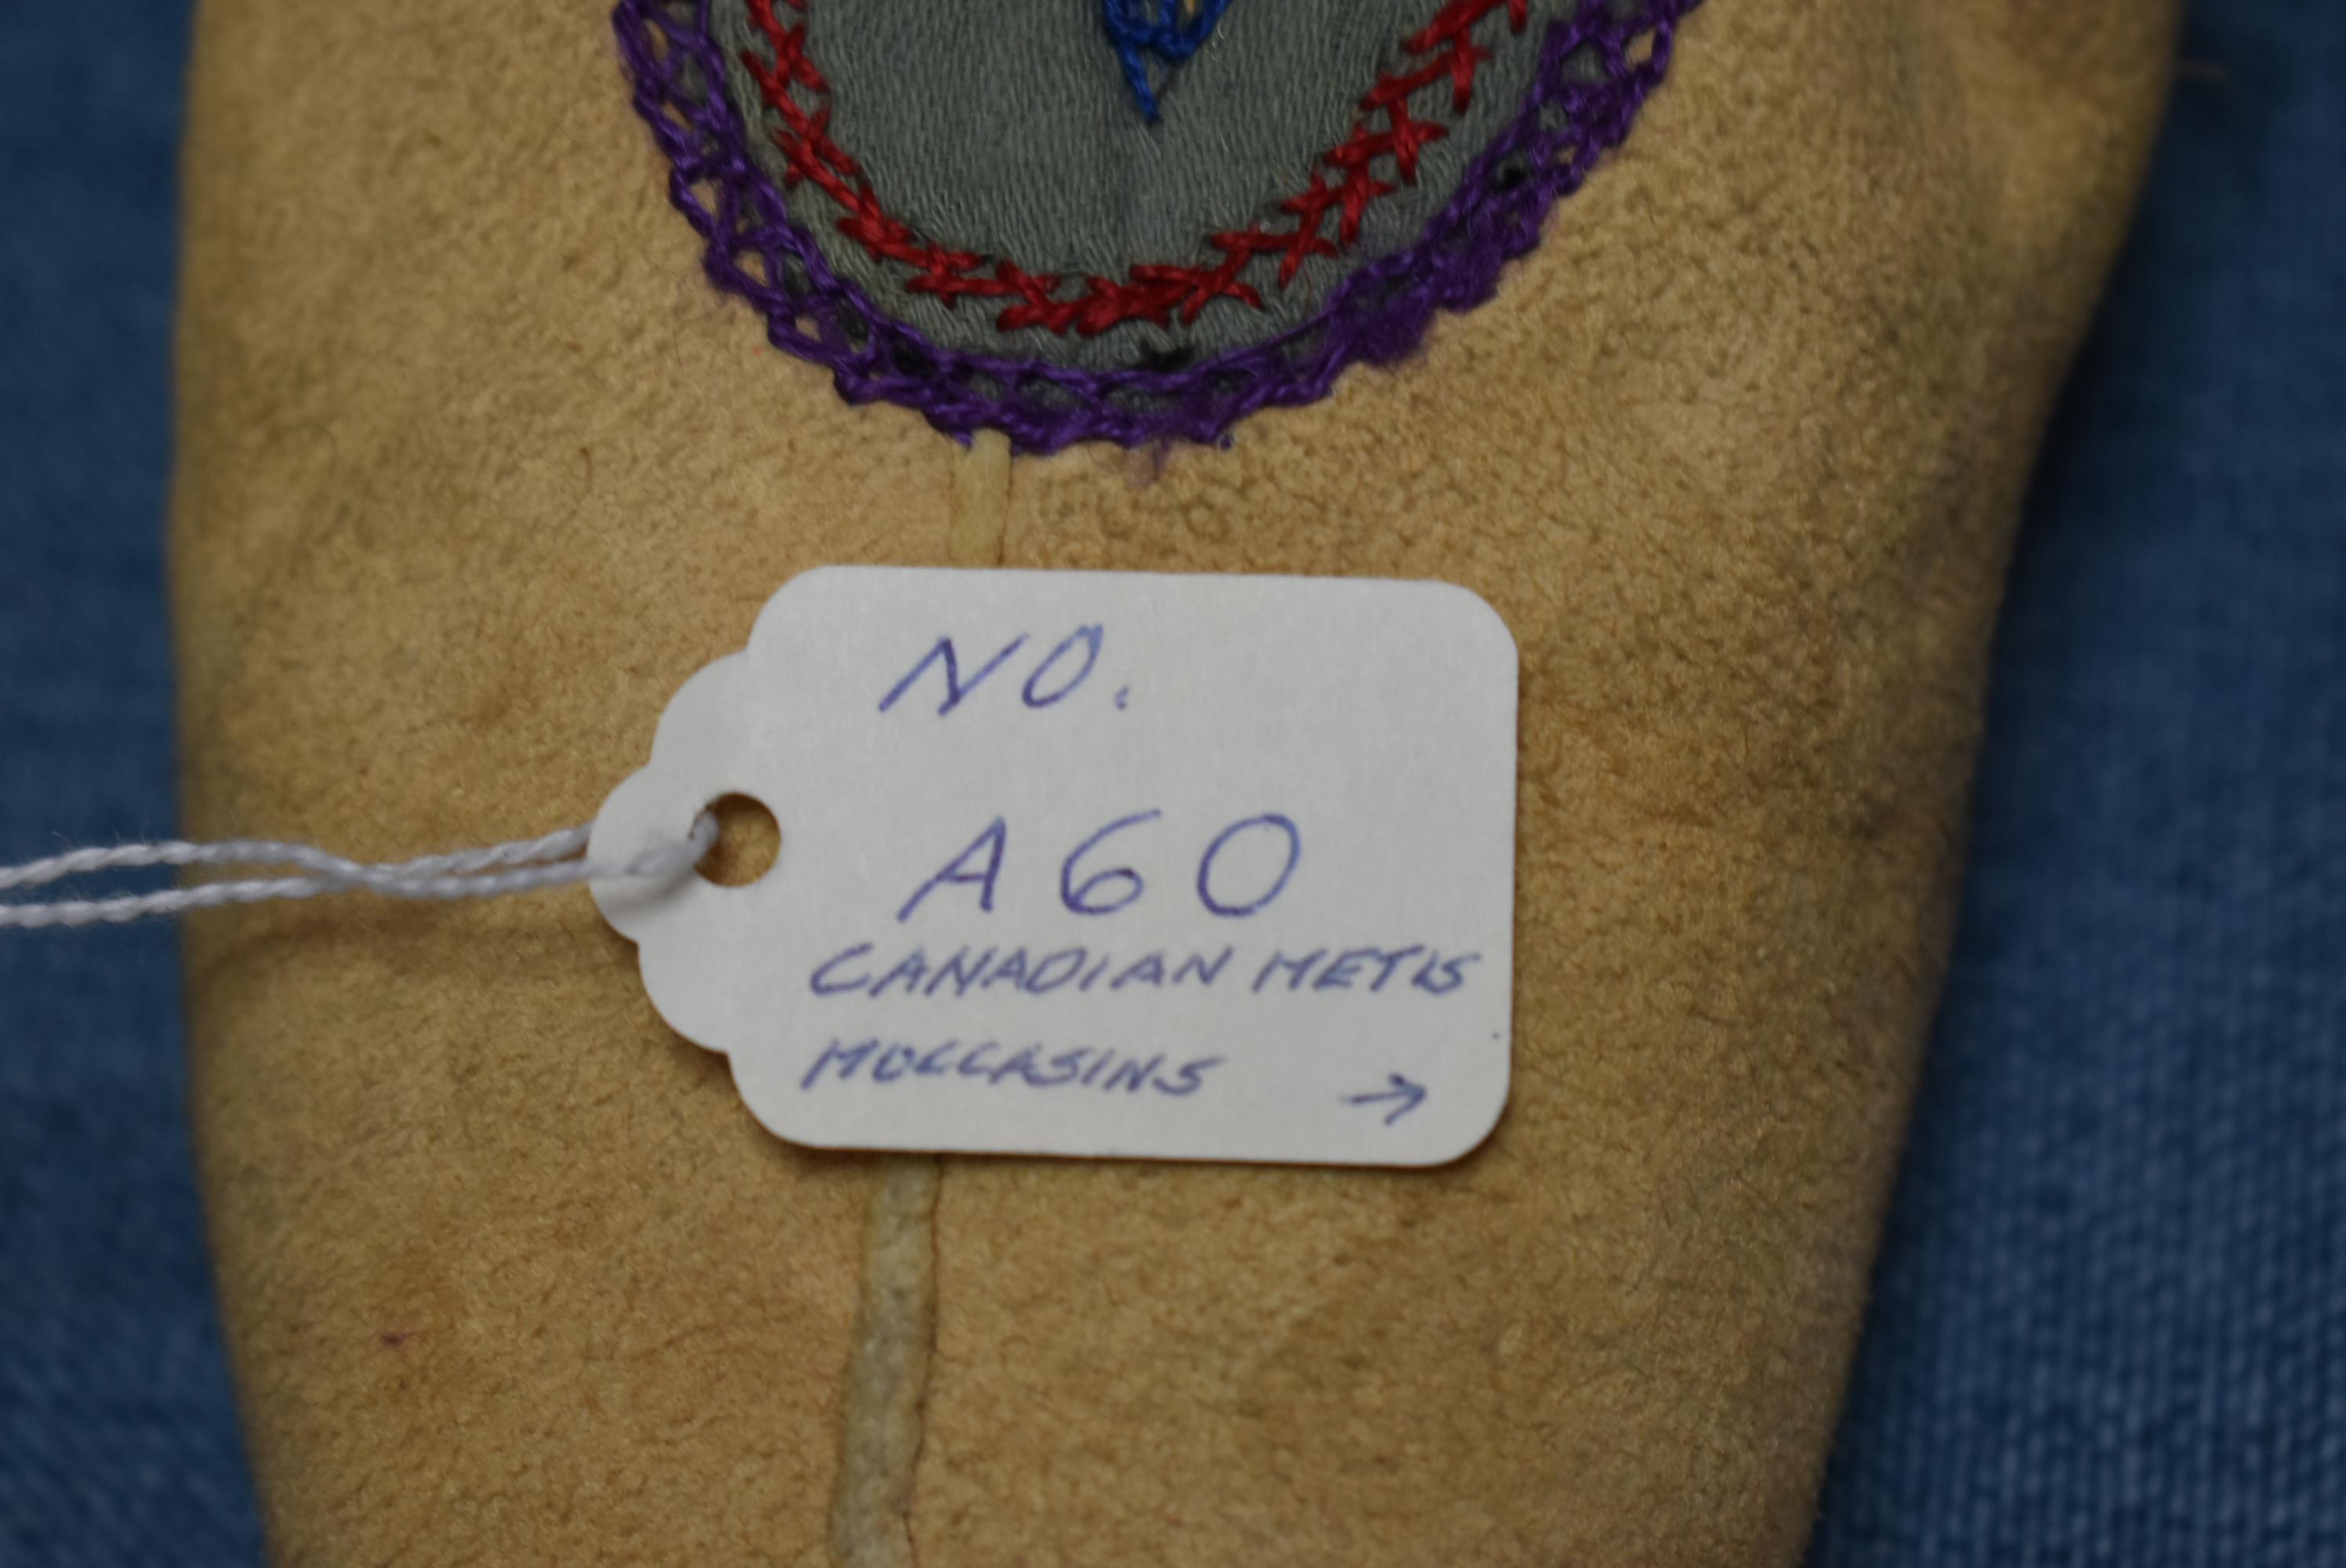 NO.
A60
CANADIAN METIS
MOCCASINS →